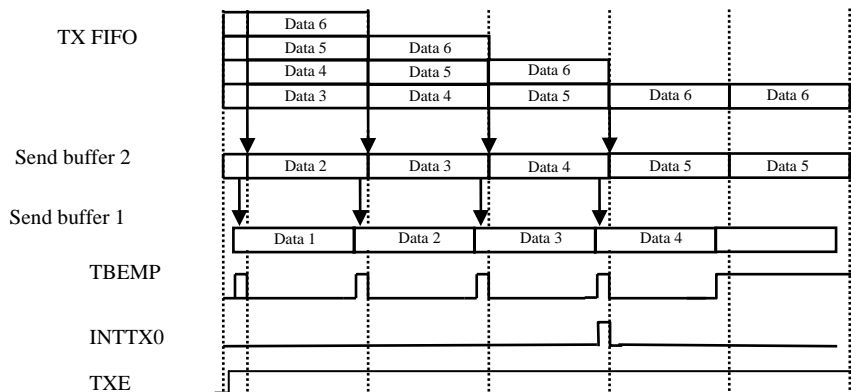 Data 6
TX FIFO
Data 5 Data 6
Data 4 Data 5 Data 6
Data 3 Data 4 Data 5 Data 6 Data 6
Send buffer 2
Data 2 Data 3 Data 4 Data 5 Data 5
Send buffer 1
Data 1 Data 2 Data 3 Data 4
TBEMP
INTTX0
TXE